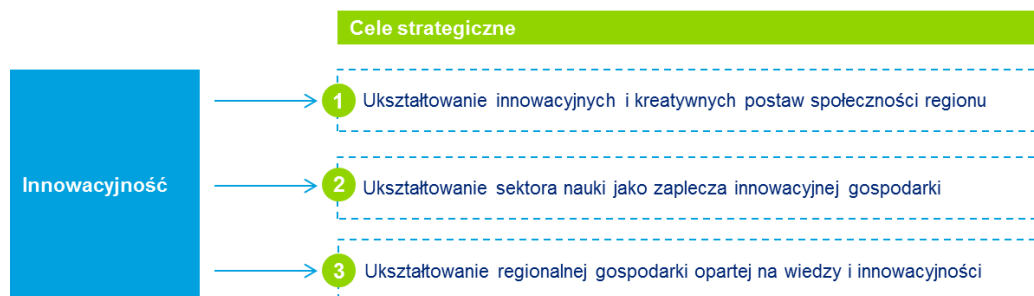 Cele strategiczne
Innowacyjność
1 Ukształtowanie innowacyjnych i kreatywnych postaw społeczności regionu
2 Ukształtowanie sektora nauki jako zaplecza innowacyjnej gospodarki
3 Ukształtowanie regionalnej gospodarki opartej na wiedzy i innowacyjności